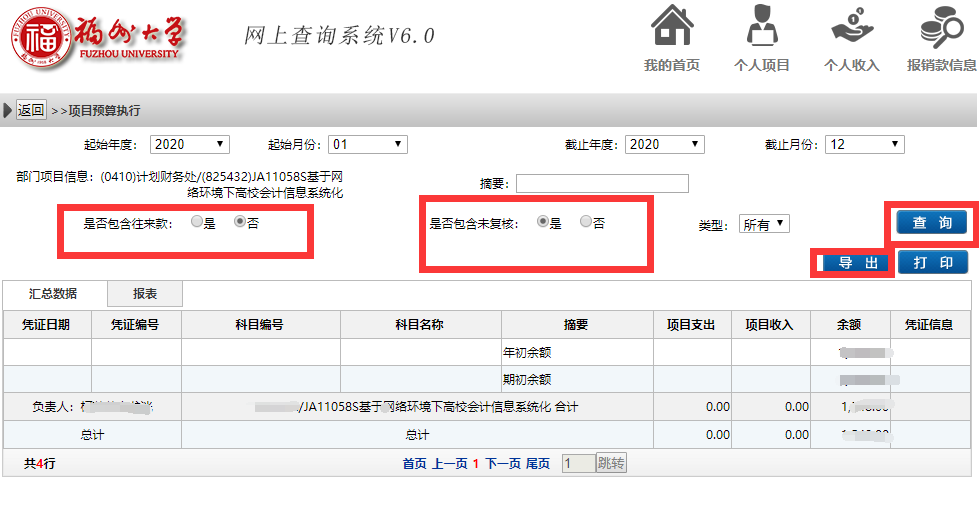 福州大学
FUZHOU UNIVERSITY
网上查询系统V6.0
我的首页 个人项目 个人收入 报销款信息
返回 >>项目预算执行
起始年度: 2020 起始月份: 01 截止年度: 2020 截止月份: 12
部门项目信息: (0410)计划财务处/(825432)JA11058S基于网
络环境下高校会计信息系统化
摘要:
是否包含往来款: 是 否 是否包含未复核: 是 否 类型: 所有 查 询
导 出 打 印
汇总数据 报表
凭证日期 凭证编号 科目编号 科目名称 摘要 项目支出 项目收入 余额 凭证信息
年初余额
期初余额
负责人: /JA11058S基于网络环境下高校会计信息系统化 合计 0.00 0.00
总计 总计 0.00 0.00
共4行 首页 上一页 1 下一页 尾页 1 跳转